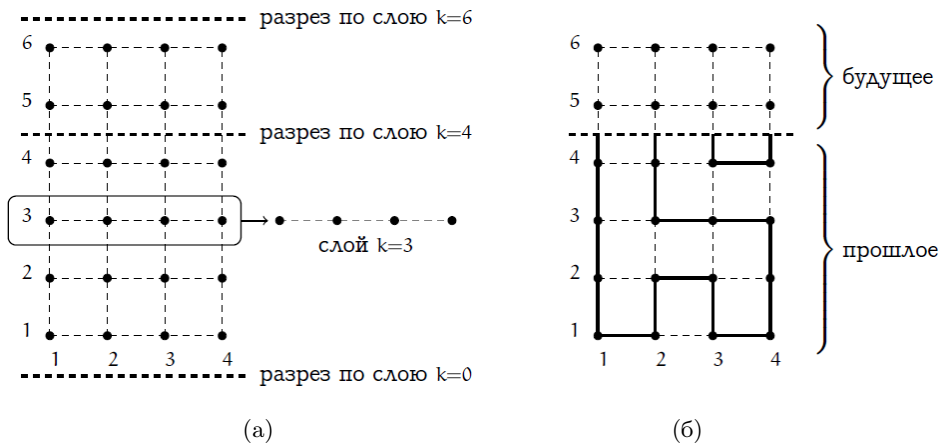 разрез по слою k=6
6
5
разрез по слою k=4
4
3
слой k=3
2
1
1 2 3 4
разрез по слою k=0
(а)
6
будущее
5
4
3
прошлое
2
1
1 2 3 4
(б)